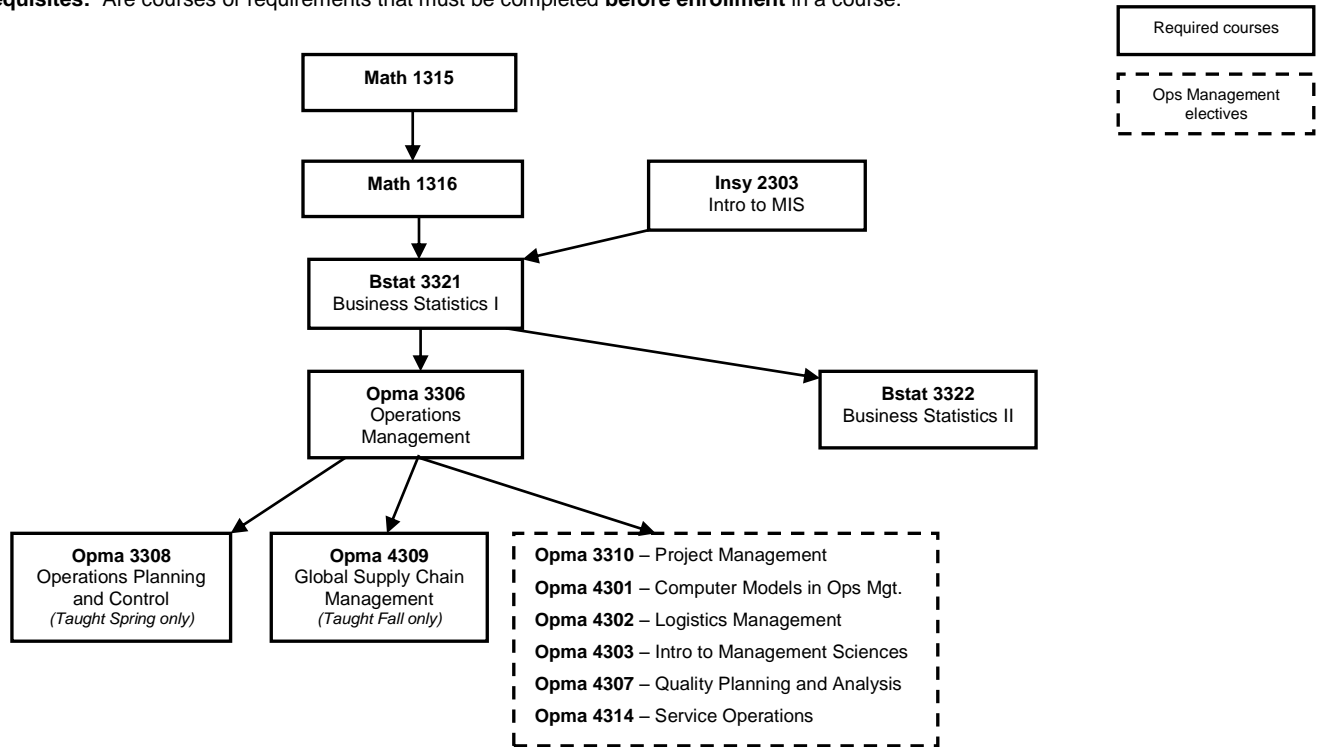 equisites: Are courses or requirements that must be completed before enrollment in a course.
Required courses
Ops Management
electives
Math 1315
Math 1316
Insy 2303
Intro to MIS
Bstat 3321
Business Statistics I
Opma 3306
Operations
Management
Bstat 3322
Business Statistics II
Opma 3308
Operations Planning
and Control
(Taught Spring only)
Opma 4309
Global Supply Chain
Management
(Taught Fall only)
Opma 3310 – Project Management
Opma 4301 – Computer Models in Ops Mgt.
Opma 4302 – Logistics Management
Opma 4303 – Intro to Management Sciences
Opma 4307 – Quality Planning and Analysis
Opma 4314 – Service Operations